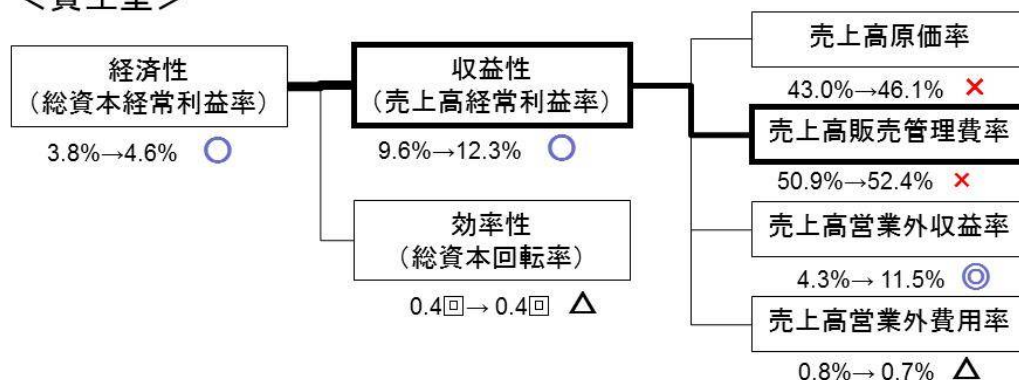 経済性
（総資本経常利益率）
3.8%→4.6% ○
収益性
（売上高経常利益率）
9.6%→12.3% ○
効率性
（総資本回転率）
0.4回→0.4回 △
売上高原価率
43.0%→46.1% ×
売上高販売管理費率
50.9%→52.4% ×
売上高営業外収益率
4.3%→11.5% ◎
売上高営業外費用率
0.8%→0.7% △